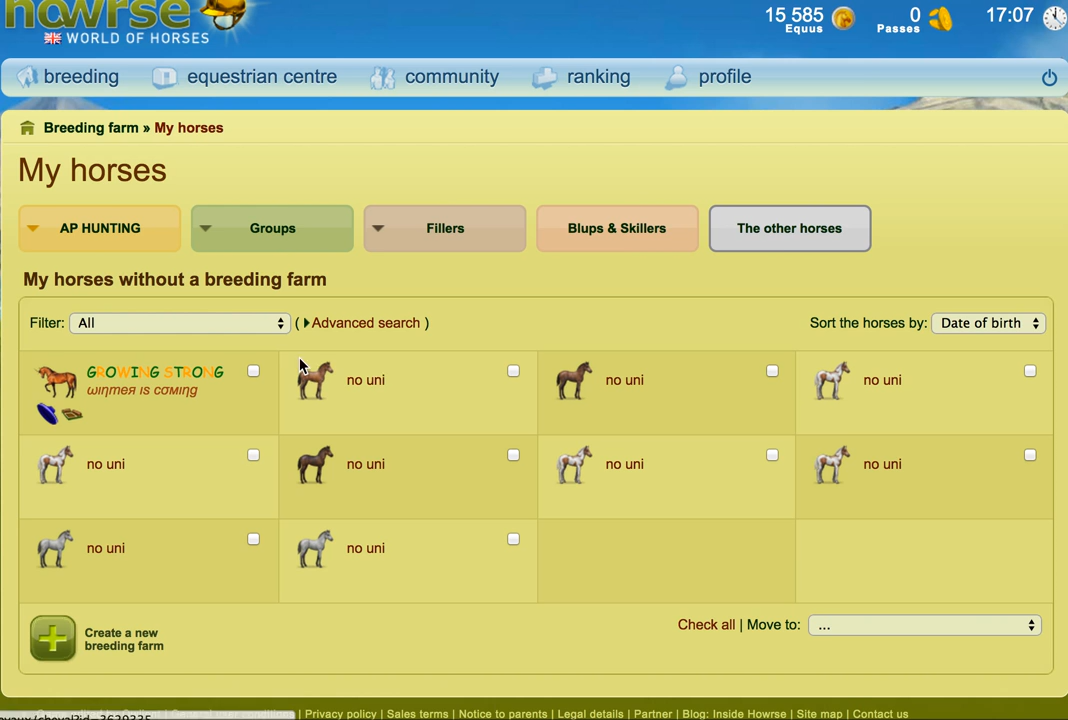 howrse
WORLD OF HORSES
15 585
Equus
0
Passes
17:07
breeding
equestrian centre
community
ranking
profile
Breeding farm » My horses
My horses
AP HUNTING
Groups
Fillers
Blups & Skillers
The other horses
My horses without a breeding farm
Filter: All ( Advanced search )
Sort the horses by: Date of birth
GROWING STRONG
ωιηтεя ιs cσмιηg
no uni
no uni
no uni
no uni
no uni
no uni
no uni
no uni
no uni
Create a new
breeding farm
Check all | Move to: ...
| Privacy policy | Sales terms | Notice to parents | Legal details | Partner | Blog: Inside Howrse | Site map | Contact us